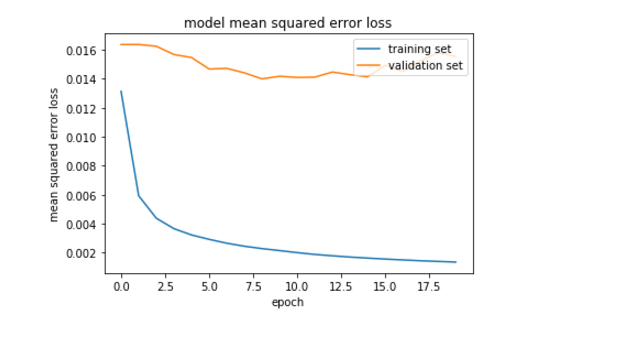 model mean squared error loss
training set
validation set
mean squared error loss
0.016
0.014
0.012
0.010
0.008
0.006
0.004
0.002
0.0 2.5 5.0 7.5 10.0 12.5 15.0 17.5
epoch